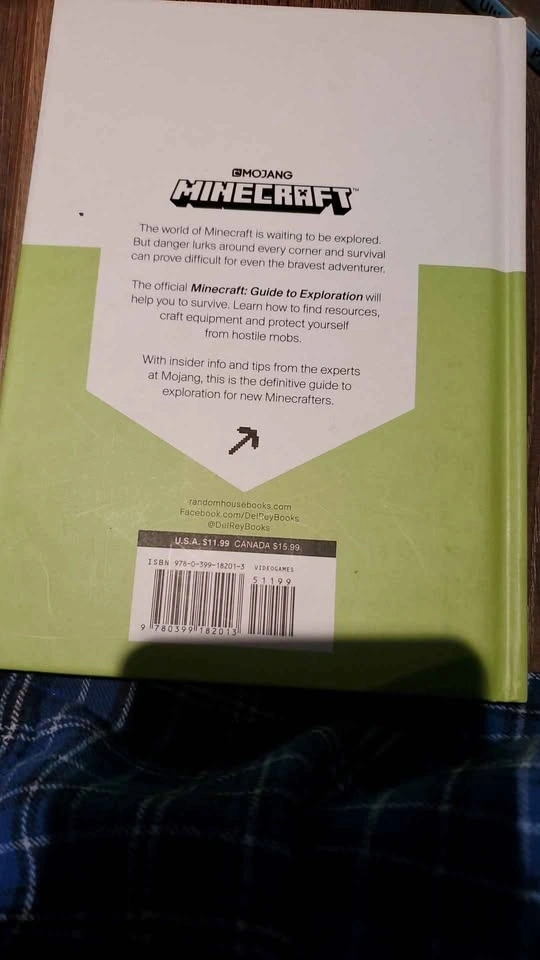 MOJANG
MINECRAFT™
The world of Minecraft is waiting to be explored.
But danger lurks around every corner and survival
can prove difficult for even the bravest adventurer.
The official Minecraft: Guide to Exploration will
help you to survive. Learn how to find resources,
craft equipment and protect yourself
from hostile mobs.
With insider info and tips from the experts
at Mojang, this is the definitive guide to
exploration for new Minecrafters.
randomhousebooks.com
Facebook.com/DelReyBooks
@DelReyBooks
U.S.A. $11.99 CANADA $15.99
ISBN 978-0-399-18201-3 VIDEOGAMES
51199
9 780399 182013